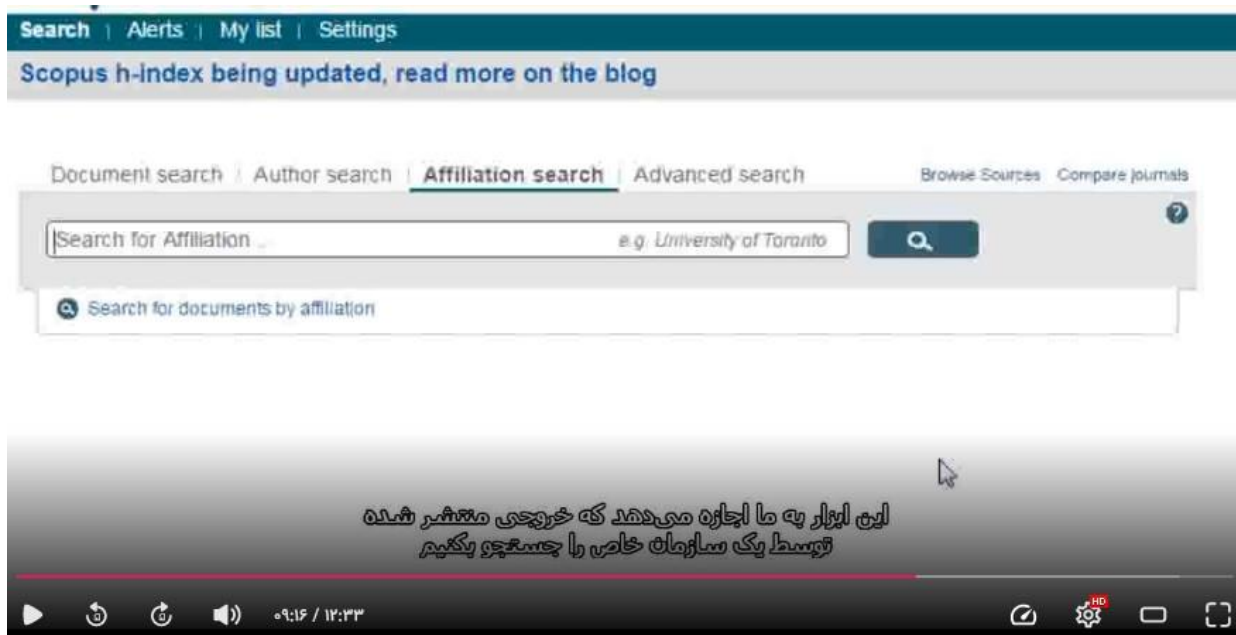 Search | Alerts | My list | Settings
Scopus h-index being updated, read more on the blog
Document search | Author search | Affiliation search | Advanced search Browse Sources Compare journals
Search for Affiliation ... e.g. University of Toronto
Search for documents by affiliation
این ابزار به ما اجازه می‌دهد که خروجی منتشر شده
توسط یک سازمان خاص را جستجو بکنیم
۰۹:۱۶ / ۱۲:۳۳ HD